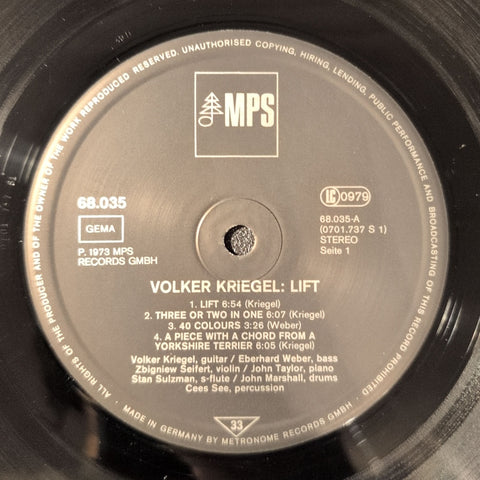 ALL RIGHTS OF THE PRODUCER AND OF THE OWNER OF THE WORK REPRODUCED RESERVED. UNAUTHORISED COPYING, HIRING, LENDING, PUBLIC PERFORMANCE AND BROADCASTING OF THIS RECORD PROHIBITED
MPS
68.035
GEMA
P. 1973 MPS
RECORDS GMBH
LC 0979
68.035-A
(0701.737 S 1)
STEREO
Seite 1
VOLKER KRIEGEL: LIFT
1. LIFT 6:54 (Kriegel)
2. THREE OR TWO IN ONE 6:07 (Kriegel)
3. 40 COLOURS 3:26 (Weber)
4. A PIECE WITH A CHORD FROM A
YORKSHIRE TERRIER 6:05 (Kriegel)
Volker Kriegel, guitar / Eberhard Weber, bass
Zbigniew Seifert, violin / John Taylor, piano
Stan Sulzman, s-flute / John Marshall, drums
Cees See, percussion
33
• MADE IN GERMANY BY METRONOME RECORDS GMBH •